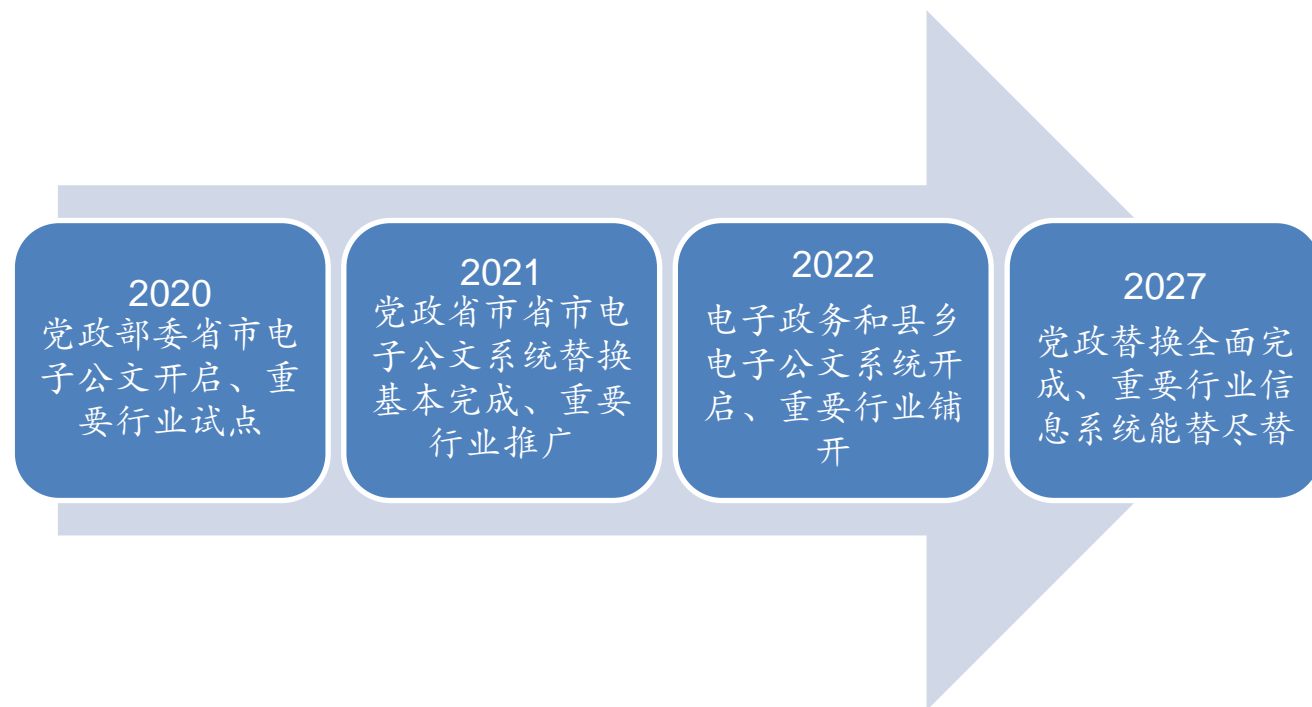 2020
党政部委省市电
子公文开启、重
要行业试点
2021
党政省市省市电
子公文系统替换
基本完成、重要
行业推广
2022
电子政务和县乡
电子公文系统开
启、重要行业铺
开
2027
党政替换全面完
成、重要行业信
息系统能替尽替